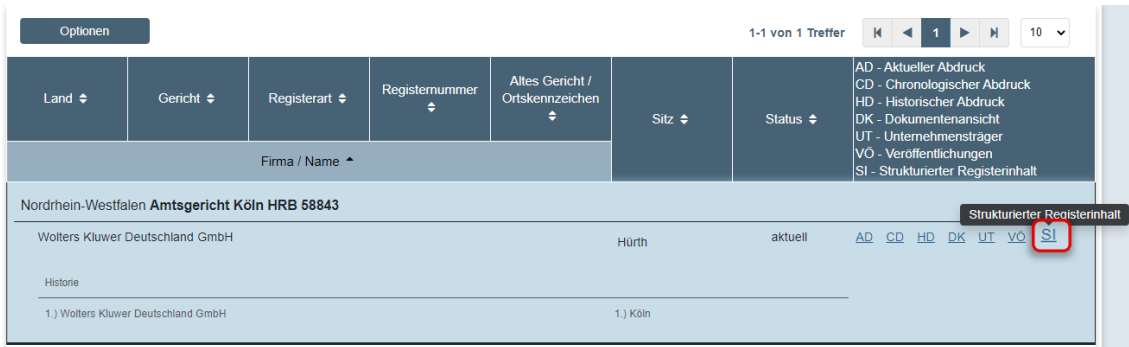 Optionen
1-1 von 1 Treffer
1
10
Land
Gericht
Registerart
Registernummer
Altes Gericht /
Ortskennzeichen
Sitz
Status
AD - Aktueller Abdruck
CD - Chronologischer Abdruck
HD - Historischer Abdruck
DK - Dokumentenansicht
UT - Unternehmensträger
VÖ - Veröffentlichungen
SI - Strukturierter Registerinhalt
Firma / Name
Nordrhein-Westfalen Amtsgericht Köln HRB 58843
Strukturierter Registerinhalt
Wolters Kluwer Deutschland GmbH
Hürth
aktuell
AD CD HD DK UT VÖ SI
Historie
1.) Wolters Kluwer Deutschland GmbH
1.) Köln